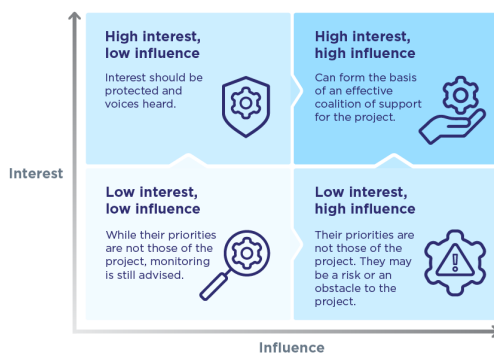 High interest,
low influence
Interest should be
protected and
voices heard.
High interest,
high influence
Can form the basis
of an effective
coalition of support
for the project.
Interest
Low interest,
low influence
While their priorities
are not those of the
project, monitoring
is still advised.
Low interest,
high influence
Their priorities are
not those of the
project. They may
be a risk or an
obstacle to the
project.
Influence